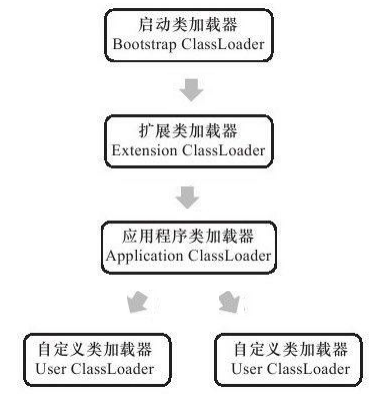 启动类加载器
Bootstrap ClassLoader
扩展类加载器
Extension ClassLoader
应用程序类加载器
Application ClassLoader
自定义类加载器
User ClassLoader
自定义类加载器
User ClassLoader